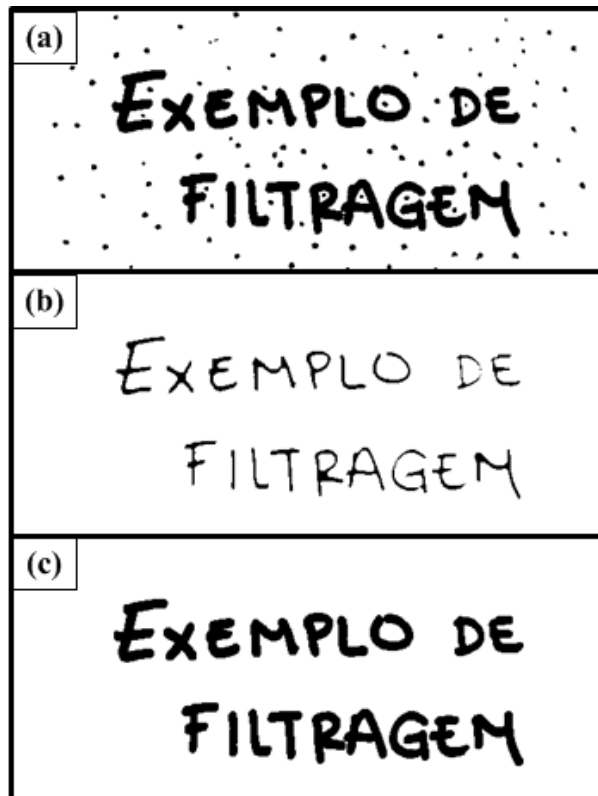 (a)
EXEMPLO DE
FILTRAGEM
(b)
EXEMPLO DE
FILTRAGEM
(c)
EXEMPLO DE
FILTRAGEM